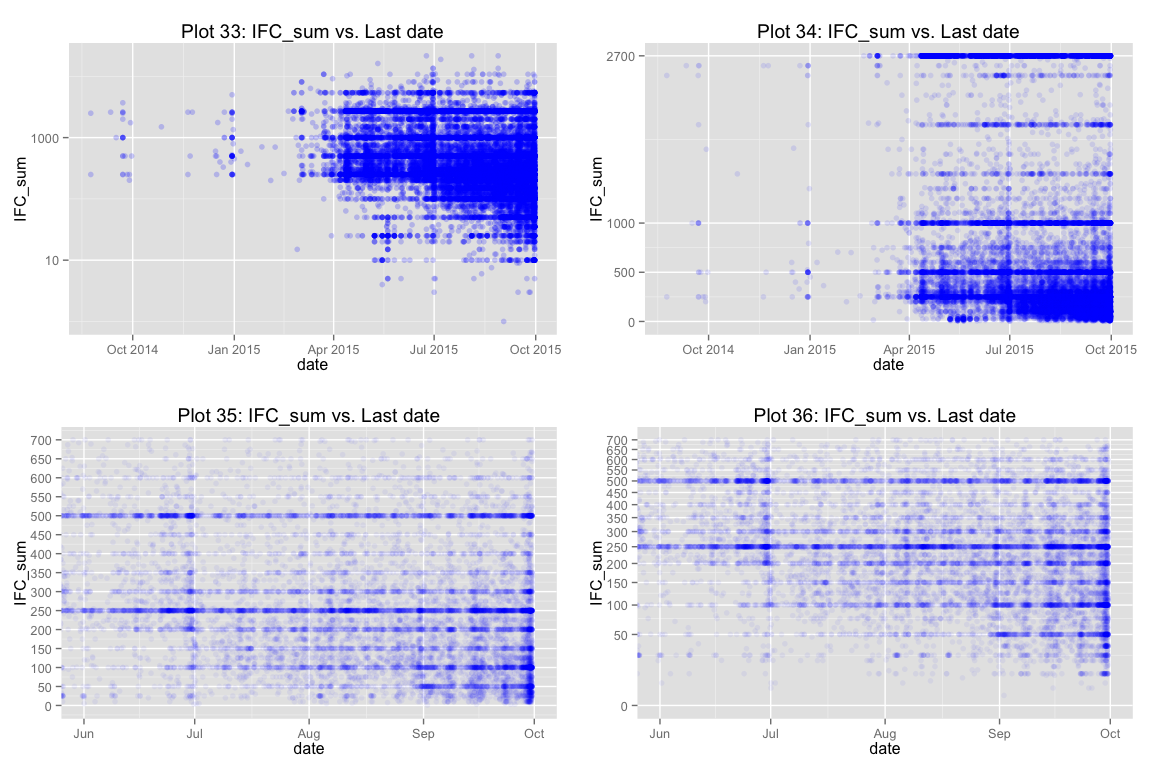 Plot 33: IFC_sum vs. Last date
IFC_sum
1000
10
Oct 2014 Jan 2015 Apr 2015 Jul 2015 Oct 2015
date
Plot 34: IFC_sum vs. Last date
IFC_sum
2700
1000
500
0
Oct 2014 Jan 2015 Apr 2015 Jul 2015 Oct 2015
date
Plot 35: IFC_sum vs. Last date
IFC_sum
700
650
600
550
500
450
400
350
300
250
200
150
100
50
0
Jun Jul Aug Sep Oct
date
Plot 36: IFC_sum vs. Last date
IFC_sum
700
650
600
550
500
450
400
350
300
250
200
150
100
50
0
Jun Jul Aug Sep Oct
date